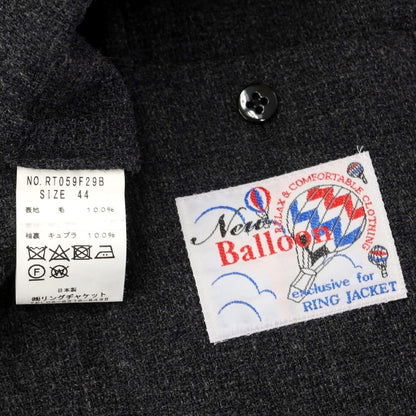 NO. RT059F29B
SIZE 44
表地 毛 100%
袖裏 キュプラ 100%
日本製
㈱リングヂャケット
New
Balloon
RELAX & COMFORTABLE CLOTHING
exclusive for
RING JACKET